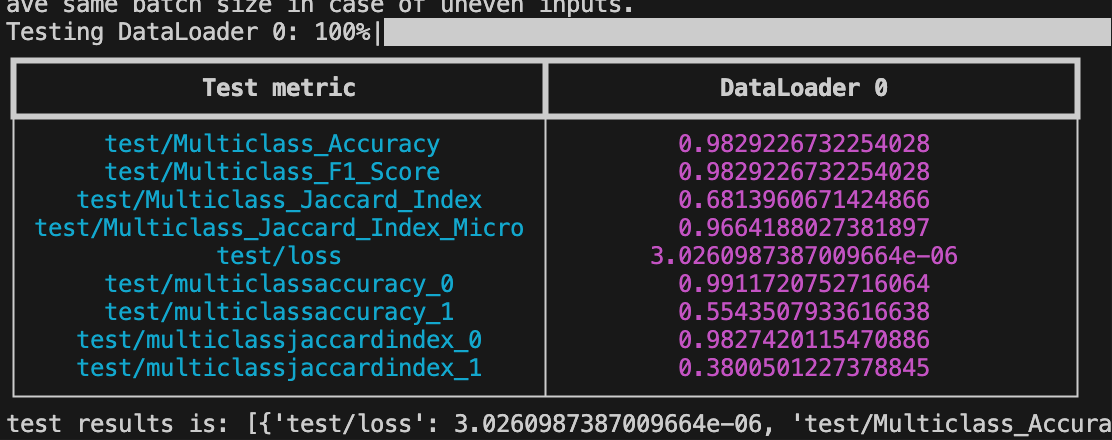 ave same batch size in case of uneven inputs.
Testing DataLoader 0: 100%|
Test metric DataLoader 0
test/Multiclass_Accuracy 0.9829226732254028
test/Multiclass_F1_Score 0.9829226732254028
test/Multiclass_Jaccard_Index 0.6813960671424866
test/Multiclass_Jaccard_Index_Micro 0.9664188027381897
test/loss 3.0260987387009664e-06
test/multiclassaccuracy_0 0.9911720752716064
test/multiclassaccuracy_1 0.5543507933616638
test/multiclassjaccardindex_0 0.9827420115470886
test/multiclassjaccardindex_1 0.3800501227378845
test results is: [{'test/loss': 3.0260987387009664e-06, 'test/Multiclass_Accura